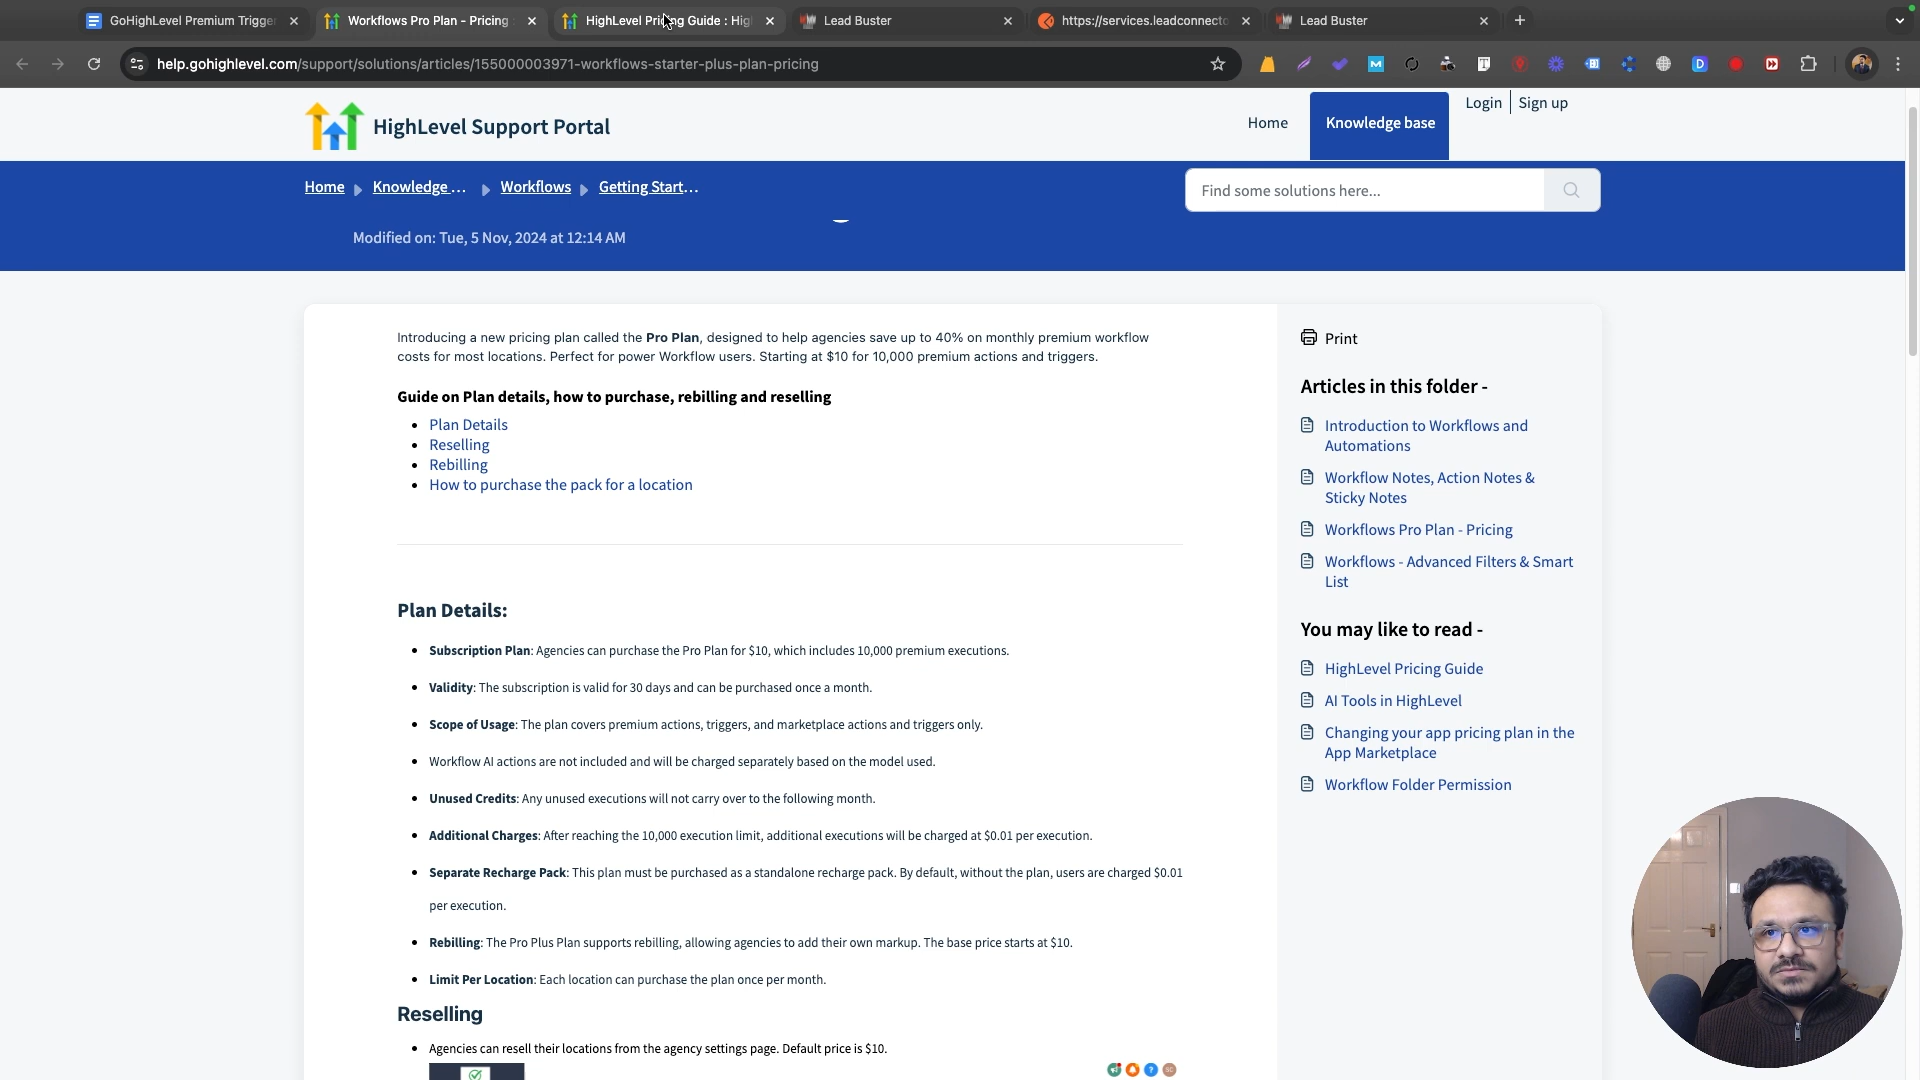 GoHighLevel Premium Trigger
Workflows Pro Plan - Pricing
HighLevel Pricing Guide : Higl
Lead Buster
https://services.leadconnecto
Lead Buster
help.gohighlevel.com/support/solutions/articles/155000003971-workflows-starter-plus-plan-pricing
HighLevel Support Portal
Home
Knowledge base
Login
Sign up
Home
Knowledge ...
Workflows
Getting Start...
Find some solutions here...
Modified on: Tue, 5 Nov, 2024 at 12:14 AM
Introducing a new pricing plan called the Pro Plan, designed to help agencies save up to 40% on monthly premium workflow
costs for most locations. Perfect for power Workflow users. Starting at $10 for 10,000 premium actions and triggers.
Guide on Plan details, how to purchase, rebilling and reselling
Plan Details
Reselling
Rebilling
How to purchase the pack for a location
Plan Details:
Subscription Plan: Agencies can purchase the Pro Plan for $10, which includes 10,000 premium executions.
Validity: The subscription is valid for 30 days and can be purchased once a month.
Scope of Usage: The plan covers premium actions, triggers, and marketplace actions and triggers only.
Workflow AI actions are not included and will be charged separately based on the model used.
Unused Credits: Any unused executions will not carry over to the following month.
Additional Charges: After reaching the 10,000 execution limit, additional executions will be charged at $0.01 per execution.
Separate Recharge Pack: This plan must be purchased as a standalone recharge pack. By default, without the plan, users are charged $0.01
per execution.
Rebilling: The Pro Plus Plan supports rebilling, allowing agencies to add their own markup. The base price starts at $10.
Limit Per Location: Each location can purchase the plan once per month.
Reselling
Agencies can resell their locations from the agency settings page. Default price is $10.
Print
Articles in this folder -
Introduction to Workflows and
Automations
Workflow Notes, Action Notes &
Sticky Notes
Workflows Pro Plan - Pricing
Workflows - Advanced Filters & Smart
List
You may like to read -
HighLevel Pricing Guide
AI Tools in HighLevel
Changing your app pricing plan in the
App Marketplace
Workflow Folder Permission